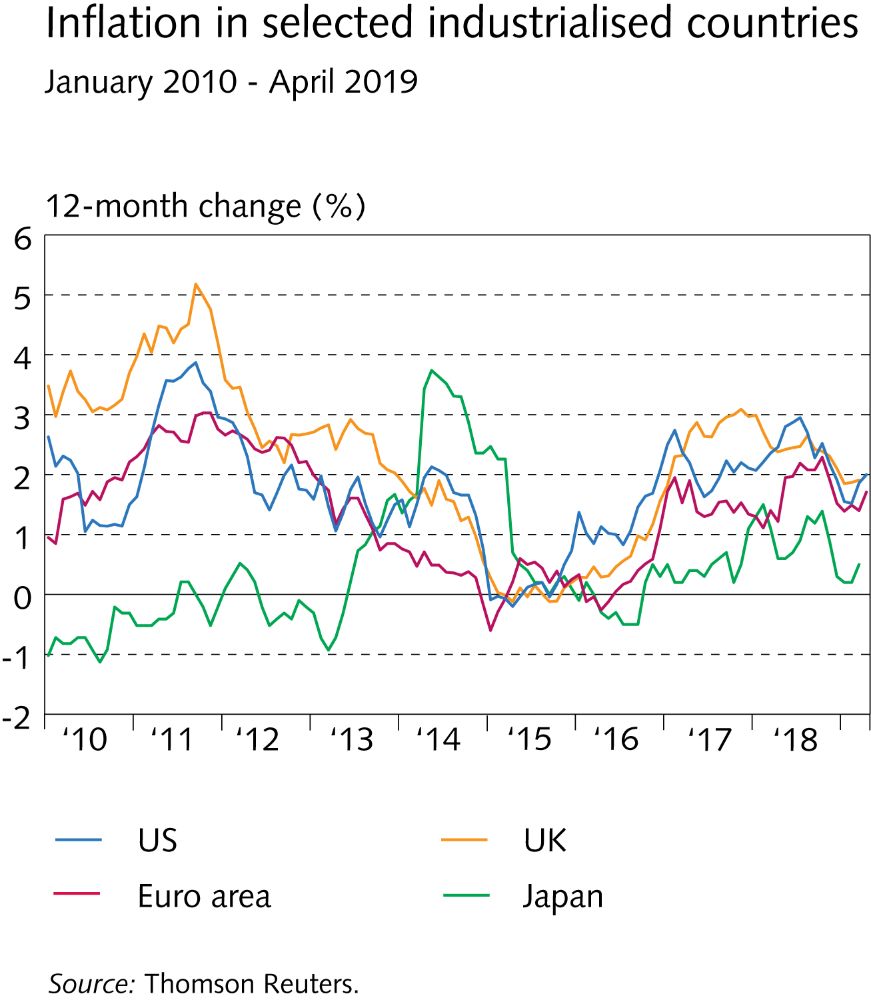 Inflation in selected industrialised countries
January 2010 - April 2019
12-month change (%)
6
5
4
3
2
1
0
-1
-2
‘10 ‘11 ‘12 ‘13 ‘14 ‘15 ‘16 ‘17 ‘18
US UK
Euro area Japan
Source: Thomson Reuters.